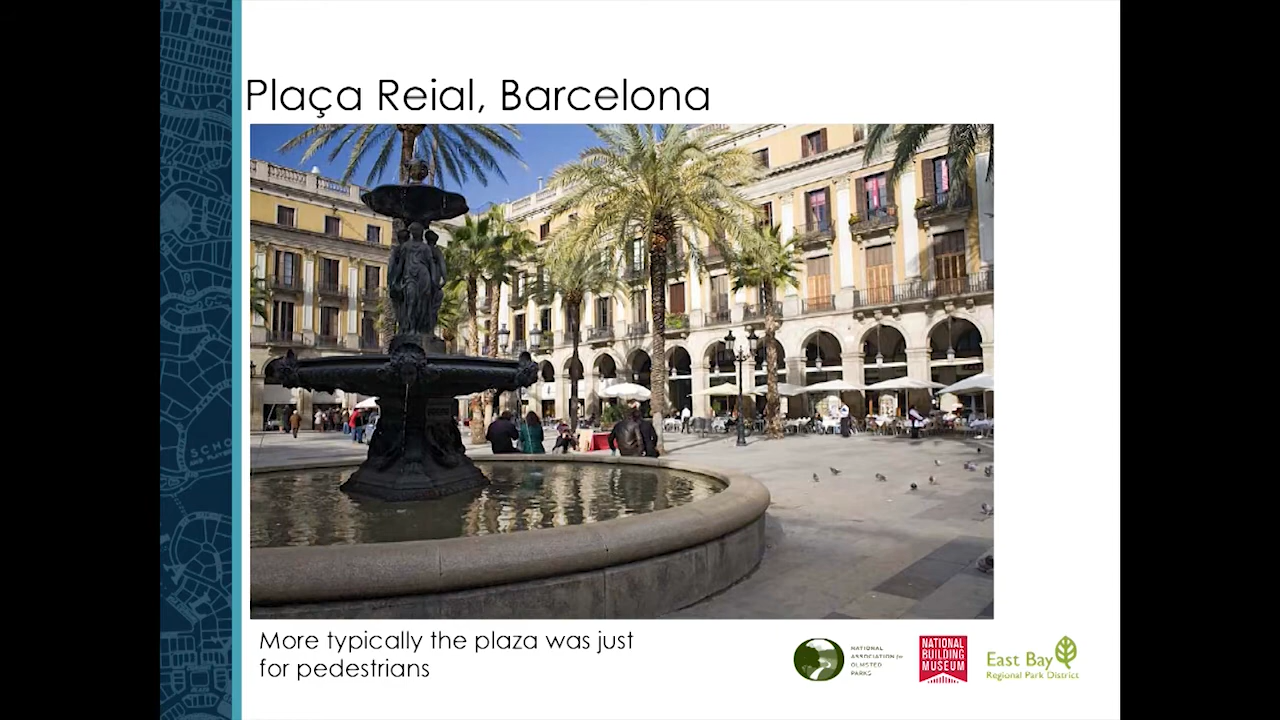 Plaça Reial, Barcelona
More typically the plaza was just
for pedestrians
NATIONAL
ASSOCIATION for
OLMSTED
PARKS
NATIONAL
BUILDING
MUSEUM
East Bay
Regional Park District